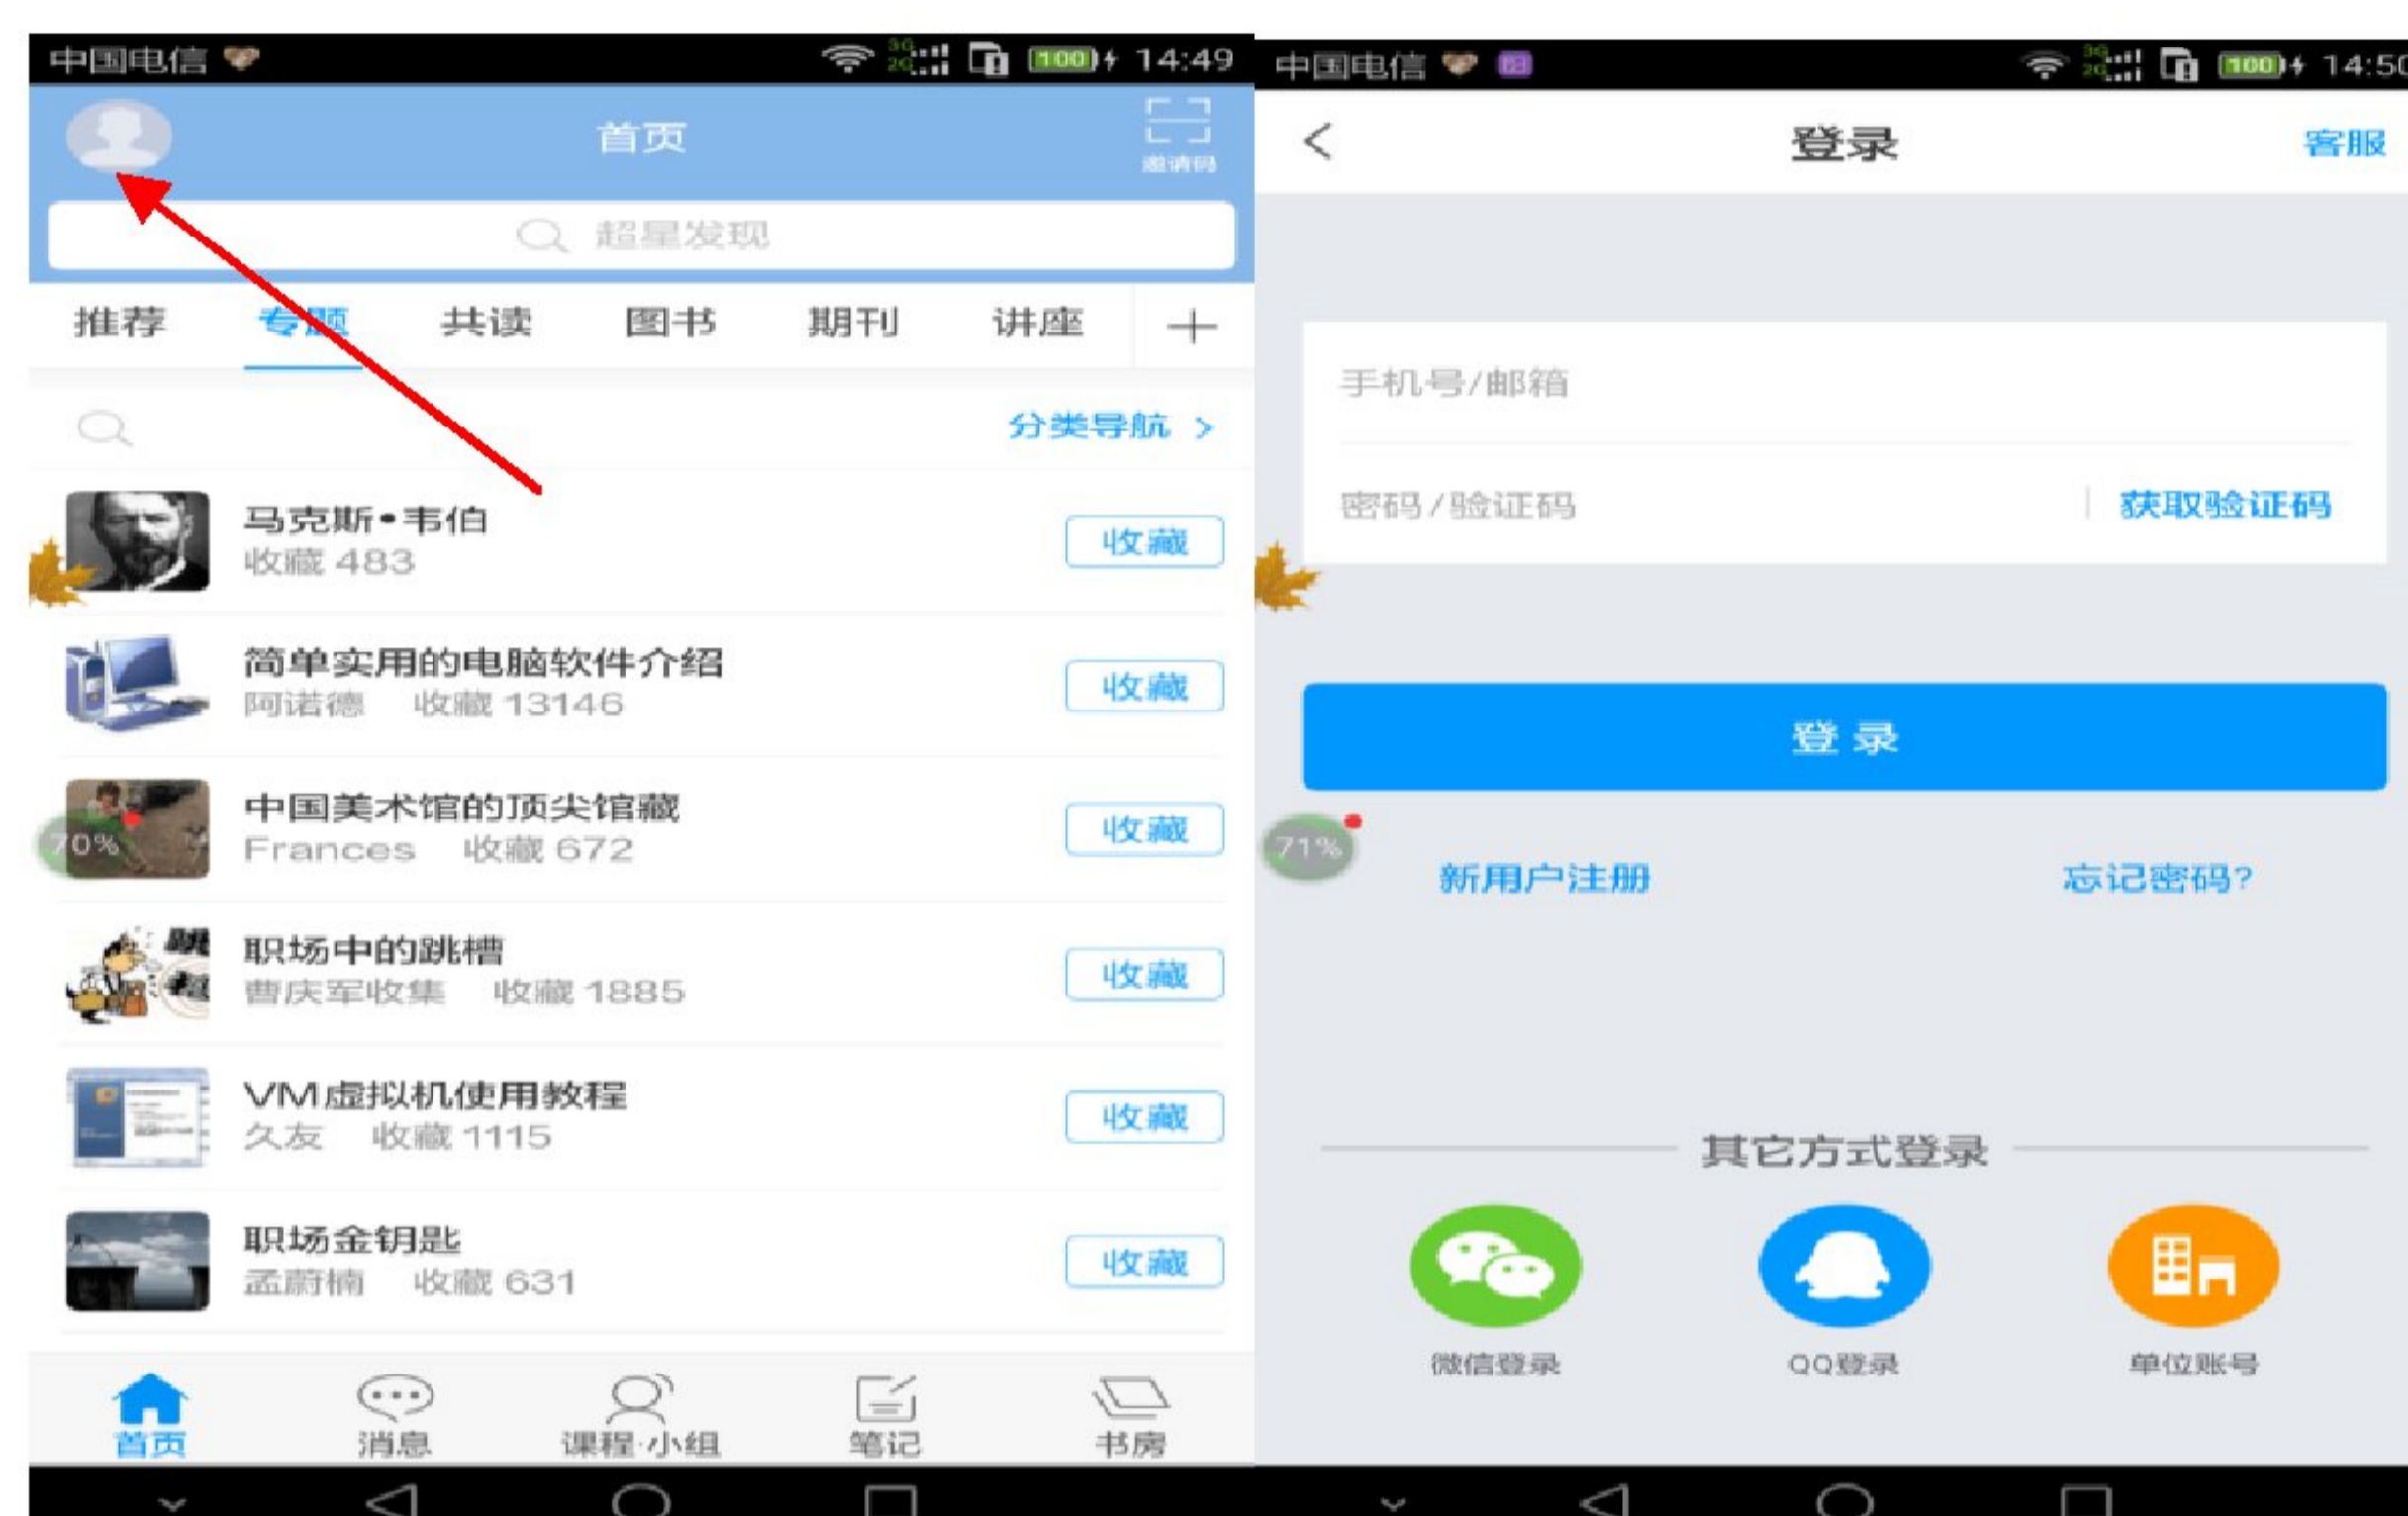 中国电信
3G
2G
100
14:49
首页
邀请码
超星发现
推荐 专题 共读 图书 期刊 讲座
分类导航 >
马克斯•韦伯
收藏 483
收藏
简单实用的电脑软件介绍
阿诺德 收藏 13146
收藏
中国美术馆的顶尖馆藏
Frances 收藏 672
收藏
70%
职场中的跳槽
曹庆军收集 收藏 1885
收藏
VM虚拟机使用教程
久友 收藏 1115
收藏
职场金钥匙
孟蔚楠 收藏 631
收藏
首页 消息 课程·小组 笔记 书房
中国电信
3G
2G
100
14:50
登录
客服
手机号/邮箱
密码/验证码
获取验证码
登录
71%
新用户注册
忘记密码?
其它方式登录
微信登录 QQ登录 单位账号